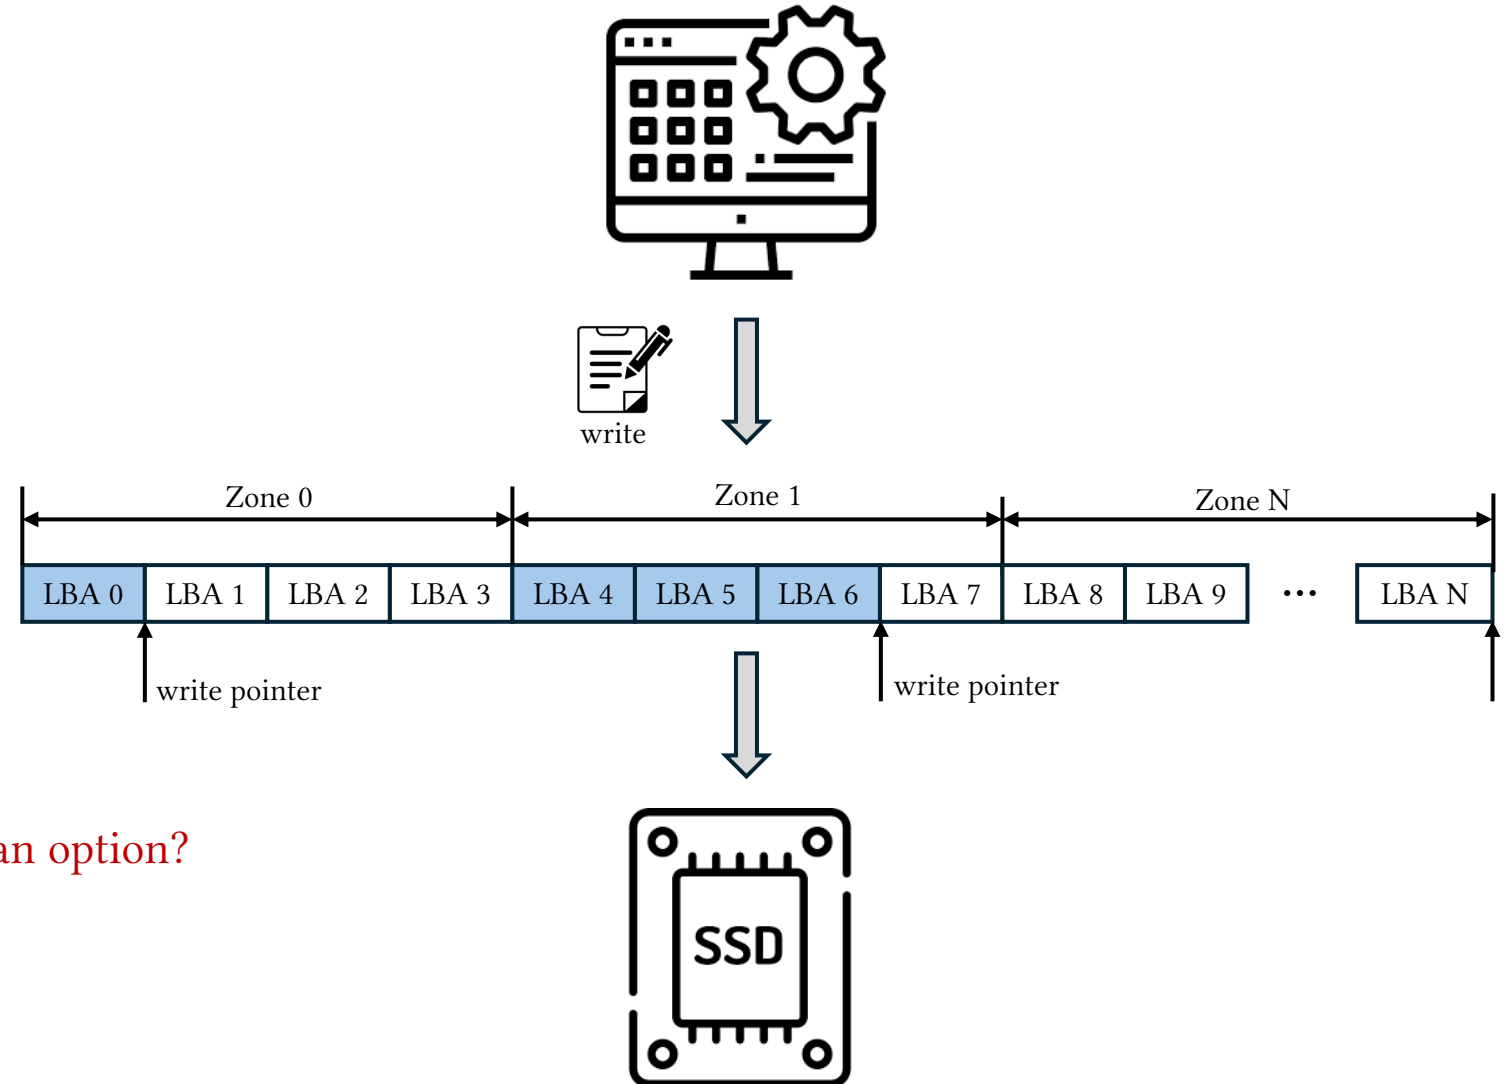 write
Zone 0 Zone 1 Zone N
LBA 0 LBA 1 LBA 2 LBA 3 LBA 4 LBA 5 LBA 6 LBA 7 LBA 8 LBA 9 ... LBA N
write pointer write pointer
an option?
SSD